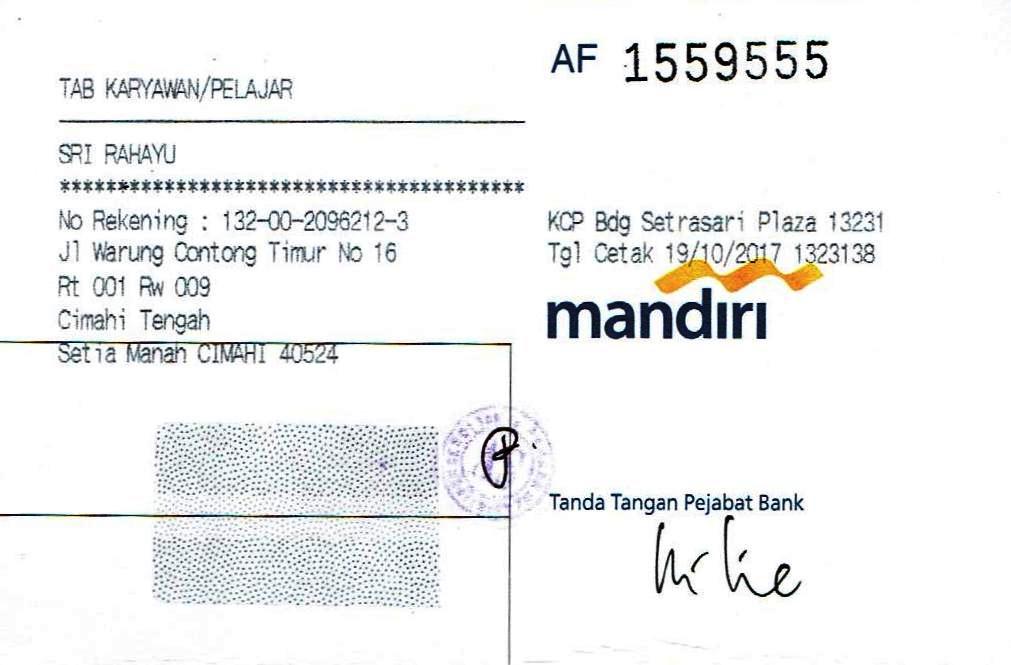 AF 1559555
TAB KARYAWAN/PELAJAR
SRI RAHAYU
****************************************
No Rekening : 132-00-2096212-3
Jl Warung Contong Timur No 16
Rt 001 Rw 009
Cimahi Tengah
Setia Manah CIMAHI 40524
KCP Bdg Setrasari Plaza 13231
Tgl Cetak 19/10/2017 1323138
mandırı
Tanda Tangan Pejabat Bank